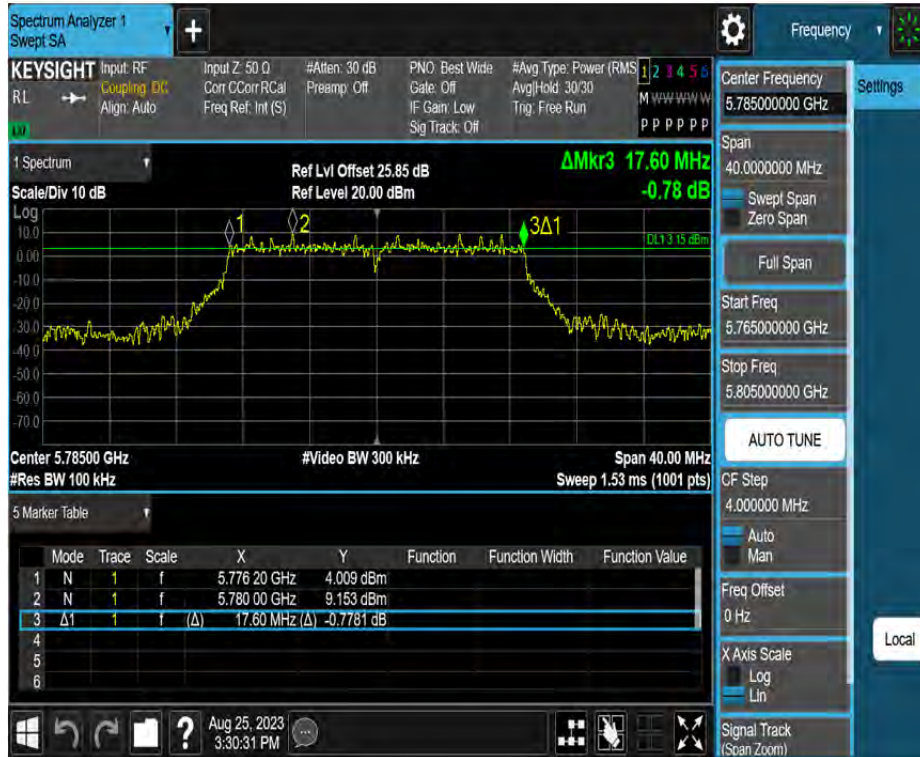 Spectrum Analyzer 1
Swept SA
+
Frequency
KEYSIGHT
RL
Input: RF
Coupling: DC
Align: Auto
Input Z: 50 Ω
Corr CCorr RCal
Freq Ref: Int (S)
#Atten: 30 dB
Preamp: Off
PNO: Best Wide
Gate: Off
IF Gain: Low
Sig Track: Off
#Avg Type: Power (RMS
Avg|Hold: 30/30
Trig: Free Run
1 2 3 4 5 6
M W W W W W
P P P P P P
1 Spectrum
Scale/Div 10 dB
Ref Lvl Offset 25.85 dB
Ref Level 20.00 dBm
ΔMkr3 17.60 MHz
-0.78 dB
Log
10.0
0.00
-10.0
-20.0
-30.0
-40.0
-50.0
-60.0
-70.0
1
2
3Δ1
DL1 3.15 dBm
Center 5.78500 GHz
#Video BW 300 kHz
Span 40.00 MHz
#Res BW 100 kHz
Sweep 1.53 ms (1001 pts)
5 Marker Table
Mode Trace Scale X Y Function Function Width Function Value
1 N 1 f 5.776 20 GHz 4.009 dBm
2 N 1 f 5.780 00 GHz 9.153 dBm
3 Δ1 1 f (Δ) 17.60 MHz (Δ) -0.7781 dB
4
5
6
?
Aug 25, 2023
3:30:31 PM
Center Frequency
5.785000000 GHz
Span
40.0000000 MHz
Swept Span
Zero Span
Full Span
Start Freq
5.765000000 GHz
Stop Freq
5.805000000 GHz
AUTO TUNE
CF Step
4.000000 MHz
Auto
Man
Freq Offset
0 Hz
X Axis Scale
Log
Lin
Signal Track
(Span Zoom)
Settings
Local